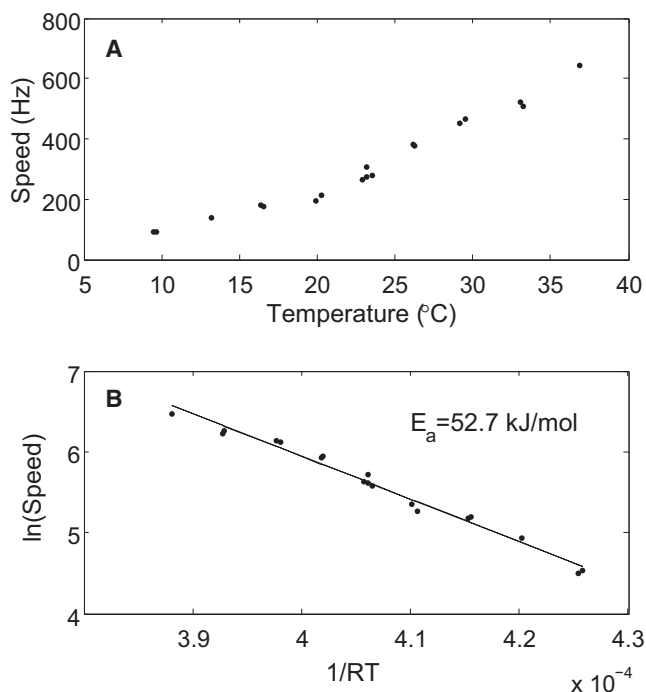 A
Speed (Hz)
800
600
400
200
0
5 10 15 20 25 30 35 40
Temperature (°C)
B
E_a=52.7 kJ/mol
ln(Speed)
7
6
5
4
3.9 4 4.1 4.2 4.3
1/RT
x 10⁻⁴